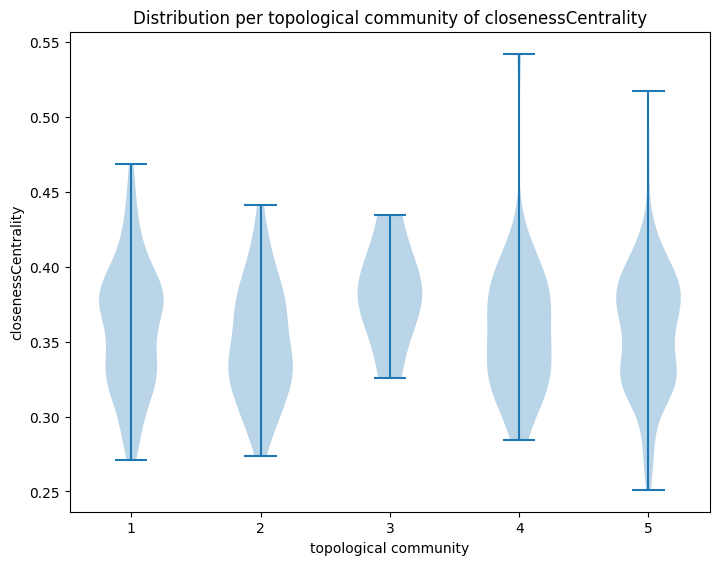 Distribution per topological community of closenessCentrality
0.55
0.50
0.45
0.40
0.35
0.30
0.25
closenessCentrality
1 2 3 4 5
topological community